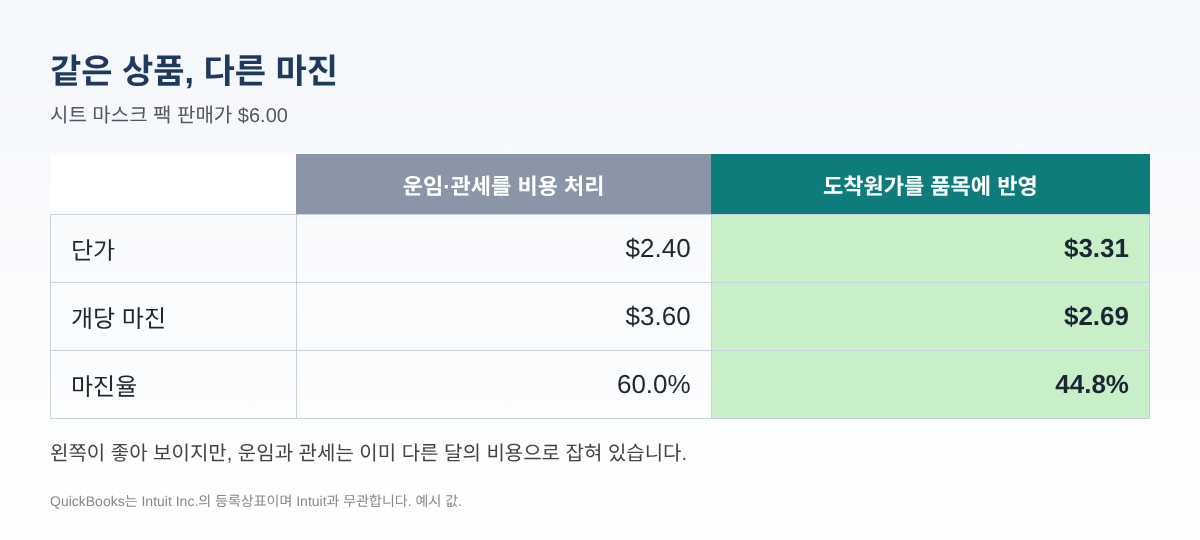 같은 상품, 다른 마진
시트 마스크 팩 판매가 $6.00
운임·관세를 비용 처리 도착원가를 품목에 반영
단가 $2.40 $3.31
개당 마진 $3.60 $2.69
마진율 60.0% 44.8%
왼쪽이 좋아 보이지만, 운임과 관세는 이미 다른 달의 비용으로 잡혀 있습니다.
QuickBooks는 Intuit Inc.의 등록상표이며 Intuit과 무관합니다. 예시 값.